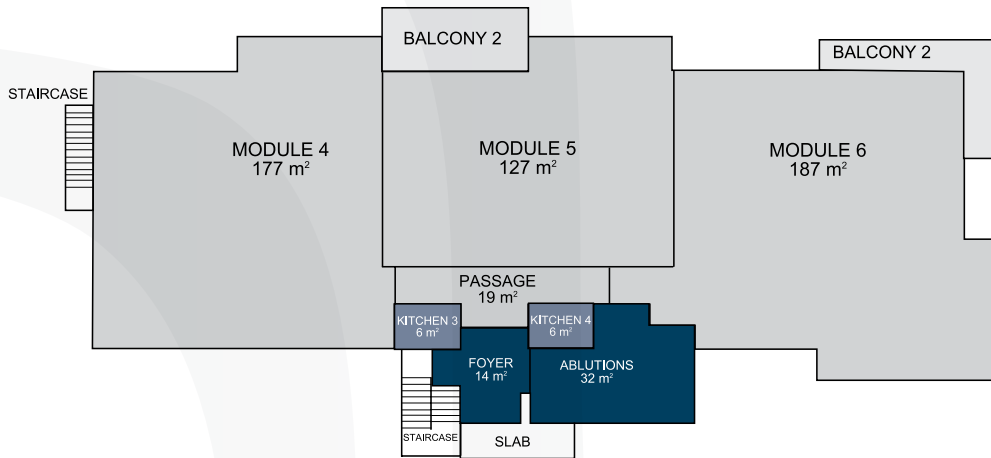 BALCONY 2
BALCONY 2
STAIRCASE
MODULE 4
177 m²
MODULE 5
127 m²
MODULE 6
187 m²
PASSAGE
19 m²
KITCHEN 3
6 m²
KITCHEN 4
6 m²
FOYER
14 m²
ABLUTIONS
32 m²
STAIRCASE
SLAB